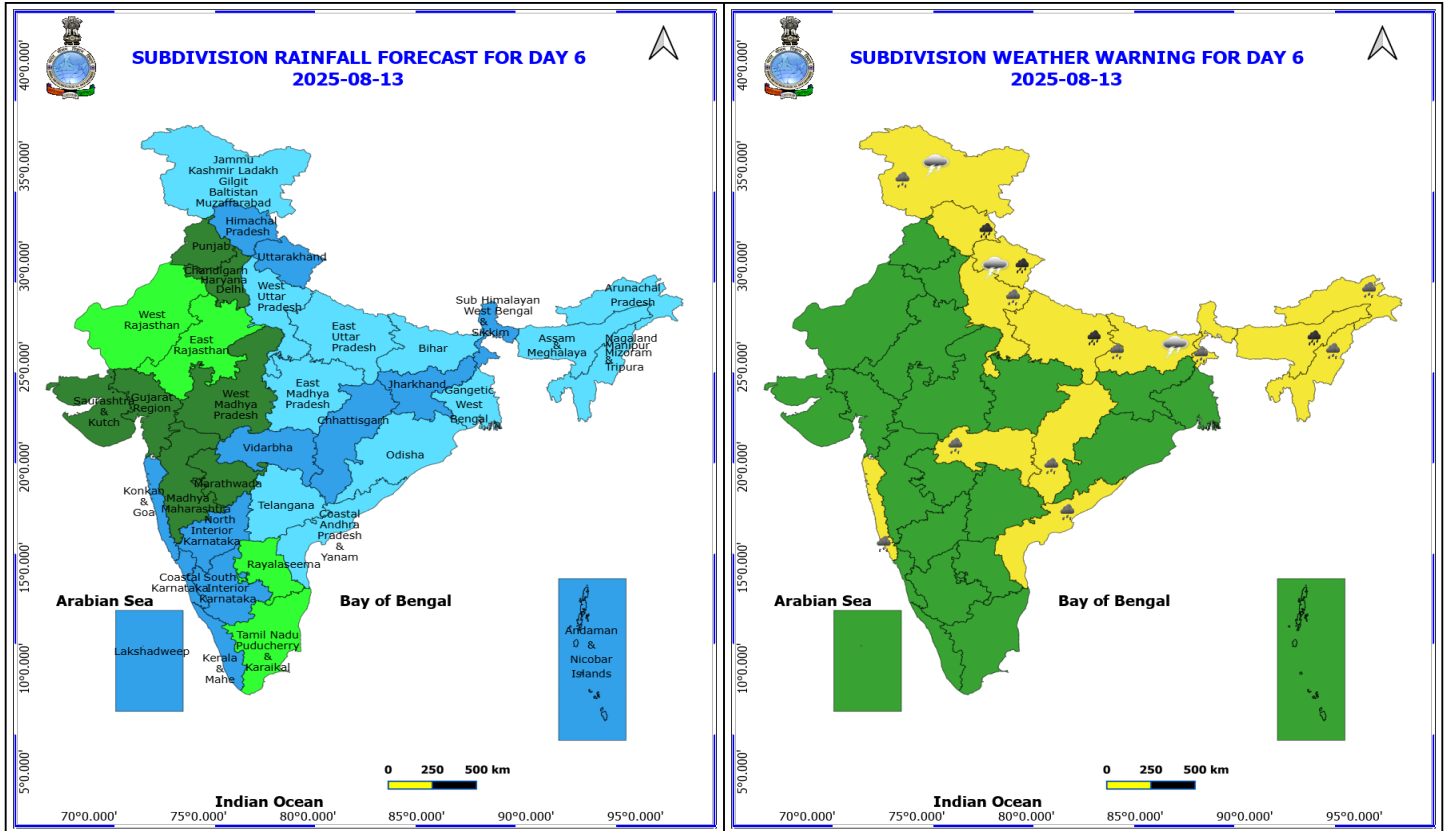 SUBDIVISION RAINFALL FORECAST FOR DAY 6
2025-08-13
40°0.000'
35°0.000'
30°0.000'
25°0.000'
20°0.000'
15°0.000'
10°0.000'
5°0.000'
Jammu
Kashmir Ladakh
Gilgit
Baltistan
Muzaffarabad
Himachal
Pradesh
Punjab
Uttarakhand
Chandigarh
Haryana
Delhi
West
Uttar
Pradesh
West
Rajasthan
East
Rajasthan
East
Uttar
Pradesh
Bihar
Sub Himalayan
West Bengal
&
Sikkim
Arunachal
Pradesh
Assam
&
Meghalaya
Nagaland
Manipur
Mizoram
&
Tripura
Saurashtra
&
Kutch
Gujarat
Region
West
Madhya
Pradesh
East
Madhya
Pradesh
Jharkhand
Gangetic
West
Bengal
Chhattisgarh
Vidarbha
Odisha
Konkan
&
Goa
Madhya
Maharashtra
Marathwada
Telangana
Coastal
Andhra
Pradesh
&
Yanam
North
Interior
Karnataka
Rayalaseema
Coastal
Karnataka
South
Interior
Karnataka
Tamil Nadu
Puducherry
&
Karaikal
Kerala
&
Mahe
Arabian Sea
Bay of Bengal
Lakshadweep
Andaman
&
Nicobar
Islands
0 250 500 km
Indian Ocean
70°0.000' 75°0.000' 80°0.000' 85°0.000' 90°0.000' 95°0.000'
SUBDIVISION WEATHER WARNING FOR DAY 6
2025-08-13
40°0.000'
35°0.000'
30°0.000'
25°0.000'
20°0.000'
15°0.000'
10°0.000'
5°0.000'
Arabian Sea
Bay of Bengal
0 250 500 km
Indian Ocean
70°0.000' 75°0.000' 80°0.000' 85°0.000' 90°0.000' 95°0.000'